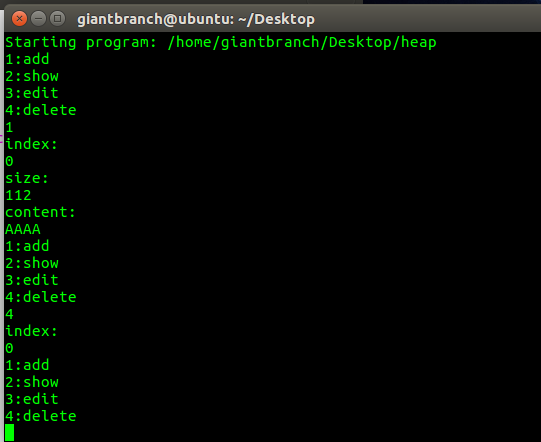 giantbranch@ubuntu: ~/Desktop
Starting program: /home/giantbranch/Desktop/heap
1:add
2:show
3:edit
4:delete
1
index:
0
size:
112
content:
AAAA
1:add
2:show
3:edit
4:delete
4
index:
0
1:add
2:show
3:edit
4:delete